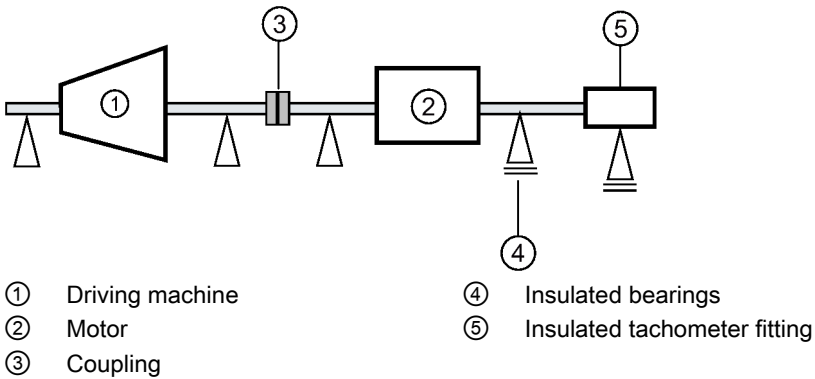 ③
⑤
①
②
④
① Driving machine
② Motor
③ Coupling
④ Insulated bearings
⑤ Insulated tachometer fitting